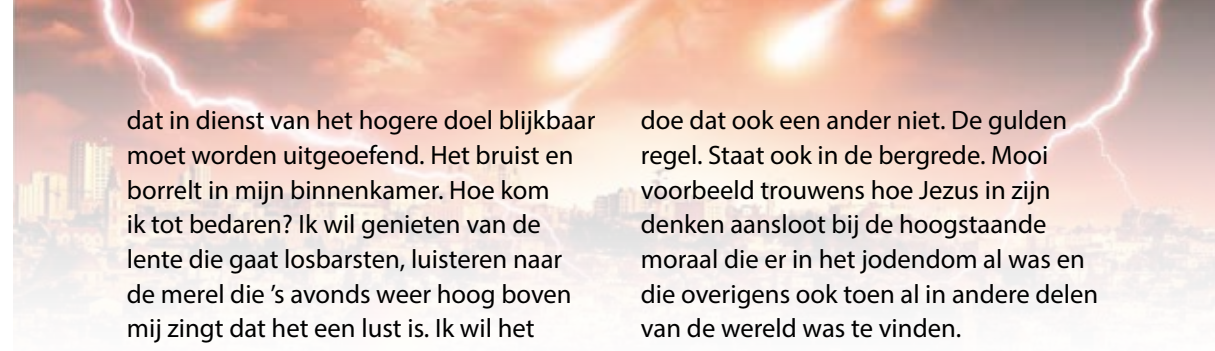 dat in dienst van het hogere doel blijkbaar
moet worden uitgeoefend. Het bruist en
borrelt in mijn binnenkamer. Hoe kom
ik tot bedaren? Ik wil genieten van de
lente die gaat losbarsten, luisteren naar
de merel die ’s avonds weer hoog boven
mij zingt dat het een lust is. Ik wil het
doe dat ook een ander niet. De gulden
regel. Staat ook in de bergrede. Mooi
voorbeeld trouwens hoe Jezus in zijn
denken aansloot bij de hoogstaande
moraal die er in het jodendom al was en
die overigens ook toen al in andere delen
van de wereld was te vinden.